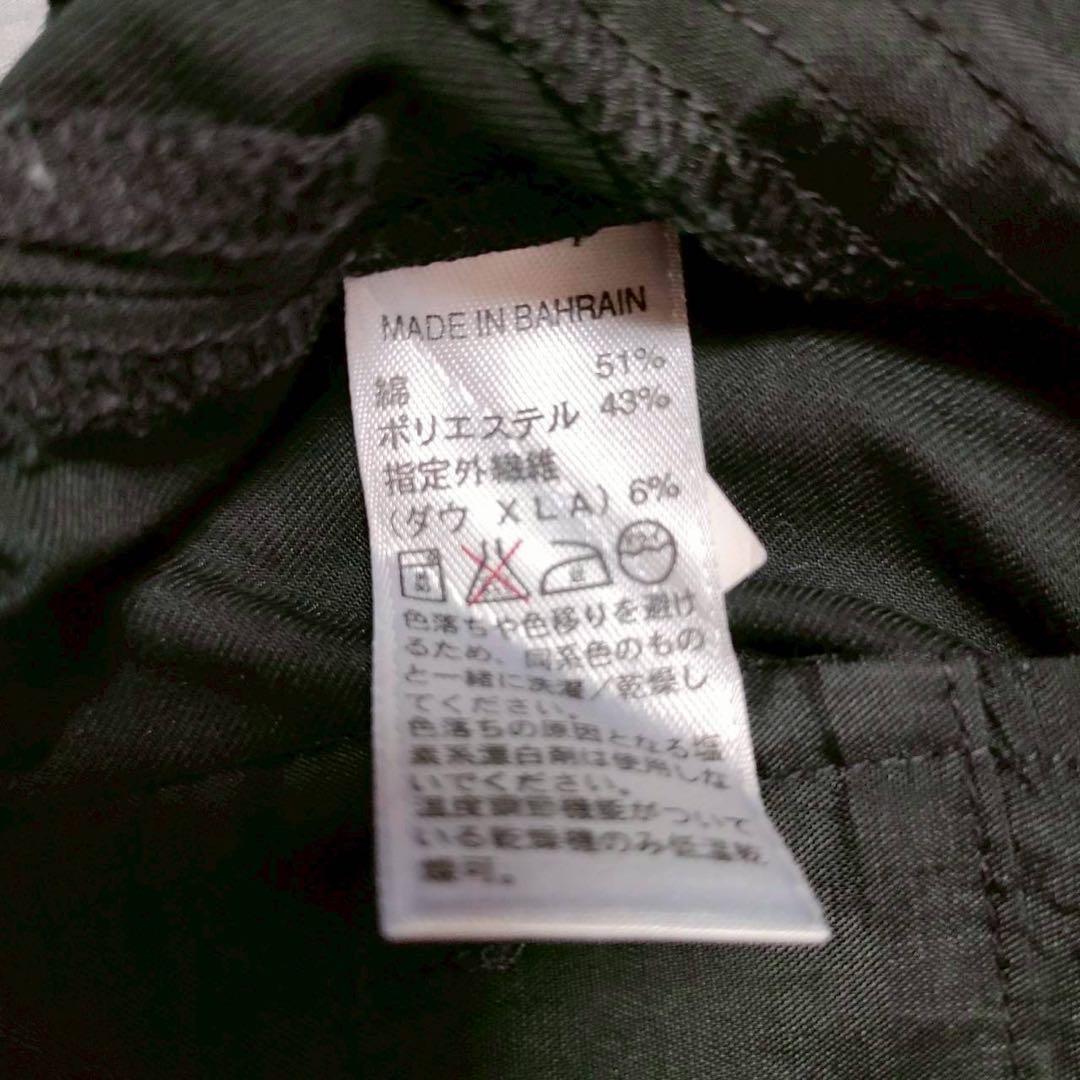 MADE IN BAHRAIN
綿 51%
ポリエステル 43%
指定外繊維
(ダウ XLA) 6%
色落ちや色移りを避け
るため、同系色のもの
と一緒に洗濯/乾燥し
てください。
色落ちの原因となる塩
素系漂白剤は使用しな
いでください。
温度調節機能がついて
いる乾燥機のみ低温乾
燥可。